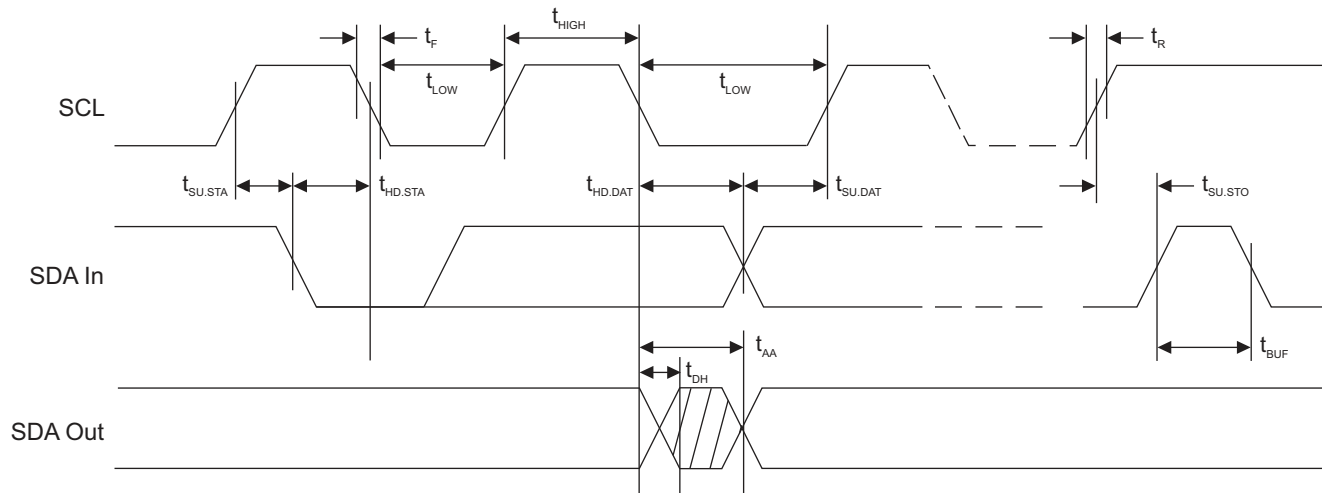 t_HIGH
t_F
t_R
t_LOW
t_LOW
SCL
t_SU.STA
t_HD.STA
t_HD.DAT
t_SU.DAT
t_SU.STO
SDA In
t_AA
t_BUF
t_DH
SDA Out